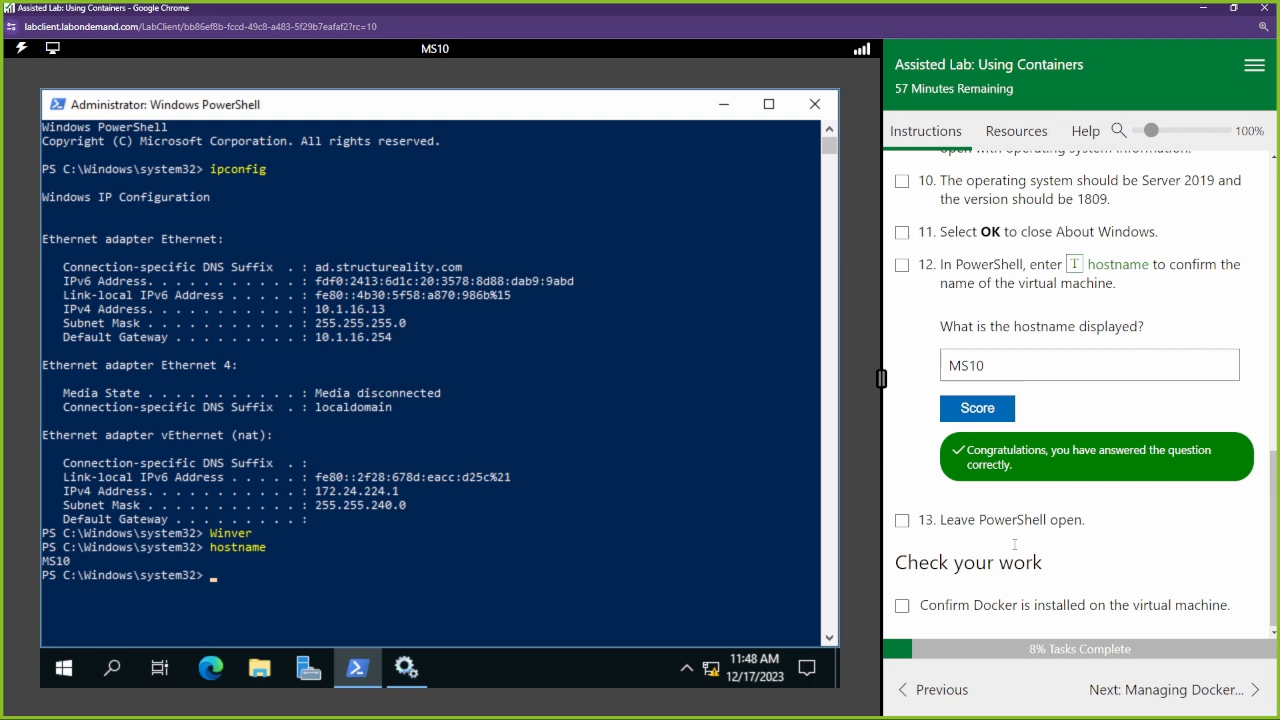 Assisted Lab: Using Containers - Google Chrome
labclient.labondemand.com/LabClient/bb86ef8b-fccd-49c8-a483-5f29b7eafaf2?rc=10
MS10
Administrator: Windows PowerShell
Windows PowerShell
Copyright (C) Microsoft Corporation. All rights reserved.
PS C:\Windows\system32> ipconfig
Windows IP Configuration
Ethernet adapter Ethernet:
Connection-specific DNS Suffix  . : ad.structureality.com
IPv6 Address. . . . . . . . . . . : fdf0:2413:6d1c:20:3578:8d88:dab9:9abd
Link-local IPv6 Address . . . . . : fe80::4b30:5f58:a870:986b%15
IPv4 Address. . . . . . . . . . . : 10.1.16.13
Subnet Mask . . . . . . . . . . . : 255.255.255.0
Default Gateway . . . . . . . . . : 10.1.16.254
Ethernet adapter Ethernet 4:
Media State . . . . . . . . . . . : Media disconnected
Connection-specific DNS Suffix  . : localdomain
Ethernet adapter vEthernet (nat):
Connection-specific DNS Suffix  . :
Link-local IPv6 Address . . . . . : fe80::2f28:678d:eacc:d25c%21
IPv4 Address. . . . . . . . . . . : 172.24.224.1
Subnet Mask . . . . . . . . . . . : 255.255.240.0
Default Gateway . . . . . . . . . :
PS C:\Windows\system32> Winver
PS C:\Windows\system32> hostname
MS10
PS C:\Windows\system32>
11:48 AM
12/17/2023
Assisted Lab: Using Containers
57 Minutes Remaining
Instructions Resources Help 100%
open with operating system information.
10. The operating system should be Server 2019 and
the version should be 1809.
11. Select OK to close About Windows.
12. In PowerShell, enter T hostname to confirm the
name of the virtual machine.
What is the hostname displayed?
MS10
Score
Congratulations, you have answered the question
correctly.
13. Leave PowerShell open.
Check your work
Confirm Docker is installed on the virtual machine.
8% Tasks Complete
Previous Next: Managing Docker...